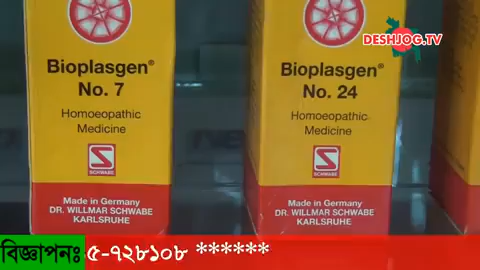 DESHJOG.TV
Bioplasgen®
No. 7
Homoeopathic
Medicine
SCHWABE
Made in Germany
DR. WILLMAR SCHWABE
KARLSRUHE
Bioplasgen®
No. 24
Homoeopathic
Medicine
SCHWABE
Made in Germany
DR. WILLMAR SCHWABE
KARLSRUHE
বিজ্ঞাপনঃ ৫-৭২৮১০৮ ******